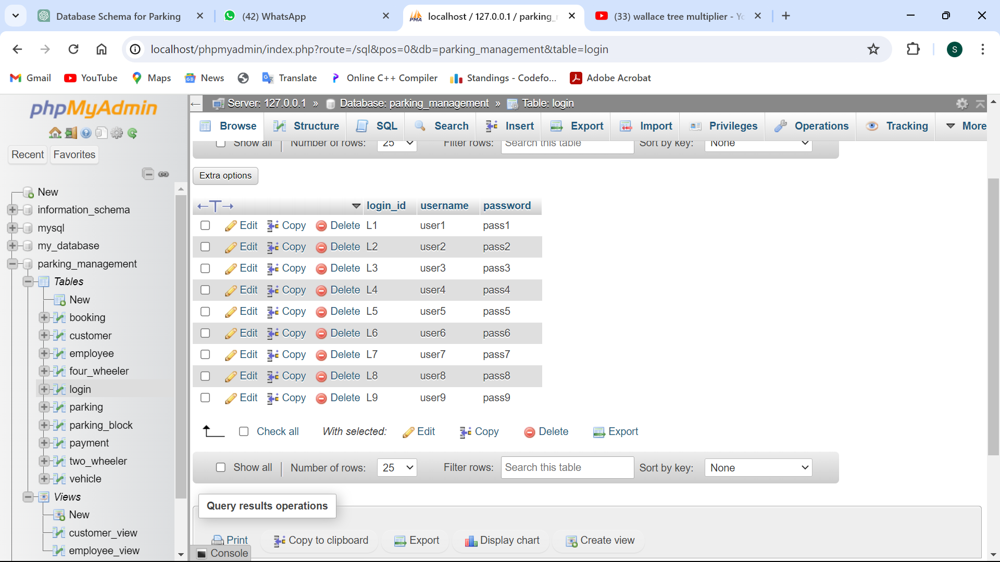 Database Schema for Parking
(42) WhatsApp
localhost / 127.0.0.1 / parking_
(33) wallace tree multiplier - Yo
localhost/phpmyadmin/index.php?route=/sql&pos=0&db=parking_management&table=login
S
Gmail YouTube Maps News Translate Online C++ Compiler Standings - Codefo... Adobe Acrobat
phpMyAdmin
Recent Favorites
New
information_schema
mysql
my_database
parking_management
Tables
New
booking
customer
employee
four_wheeler
login
parking
parking_block
payment
two_wheeler
vehicle
Views
New
customer_view
employee_view
Server: 127.0.0.1 » Database: parking_management » Table: login
Browse Structure SQL Search Insert Export Import Privileges Operations Tracking More
Show all Number of rows: 25 Filter rows: Search this table Sort by key: None
Extra options
←T→ login_id username password
Edit Copy Delete L1 user1 pass1
Edit Copy Delete L2 user2 pass2
Edit Copy Delete L3 user3 pass3
Edit Copy Delete L4 user4 pass4
Edit Copy Delete L5 user5 pass5
Edit Copy Delete L6 user6 pass6
Edit Copy Delete L7 user7 pass7
Edit Copy Delete L8 user8 pass8
Edit Copy Delete L9 user9 pass9
Check all With selected: Edit Copy Delete Export
Show all Number of rows: 25 Filter rows: Search this table Sort by key: None
Query results operations
Print Copy to clipboard Export Display chart Create view
Console